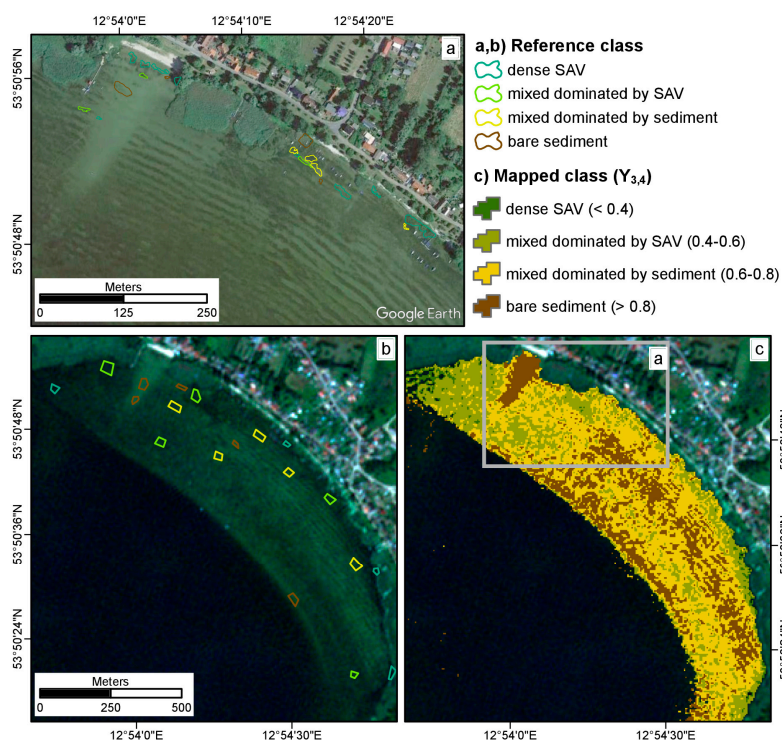 12°54'0"E
12°54'10"E
12°54'20"E
a
a,b) Reference class
dense SAV
mixed dominated by SAV
mixed dominated by sediment
bare sediment
c) Mapped class (Y3,4)
dense SAV (< 0.4)
mixed dominated by SAV (0.4-0.6)
mixed dominated by sediment (0.6-0.8)
bare sediment (> 0.8)
53°50'56"N
53°50'48"N
Meters
0 125 250
Google Earth
b
c
a
53°50'48"N
53°50'36"N
53°50'24"N
Meters
0 250 500
12°54'0"E
12°54'30"E
12°54'0"E
12°54'30"E